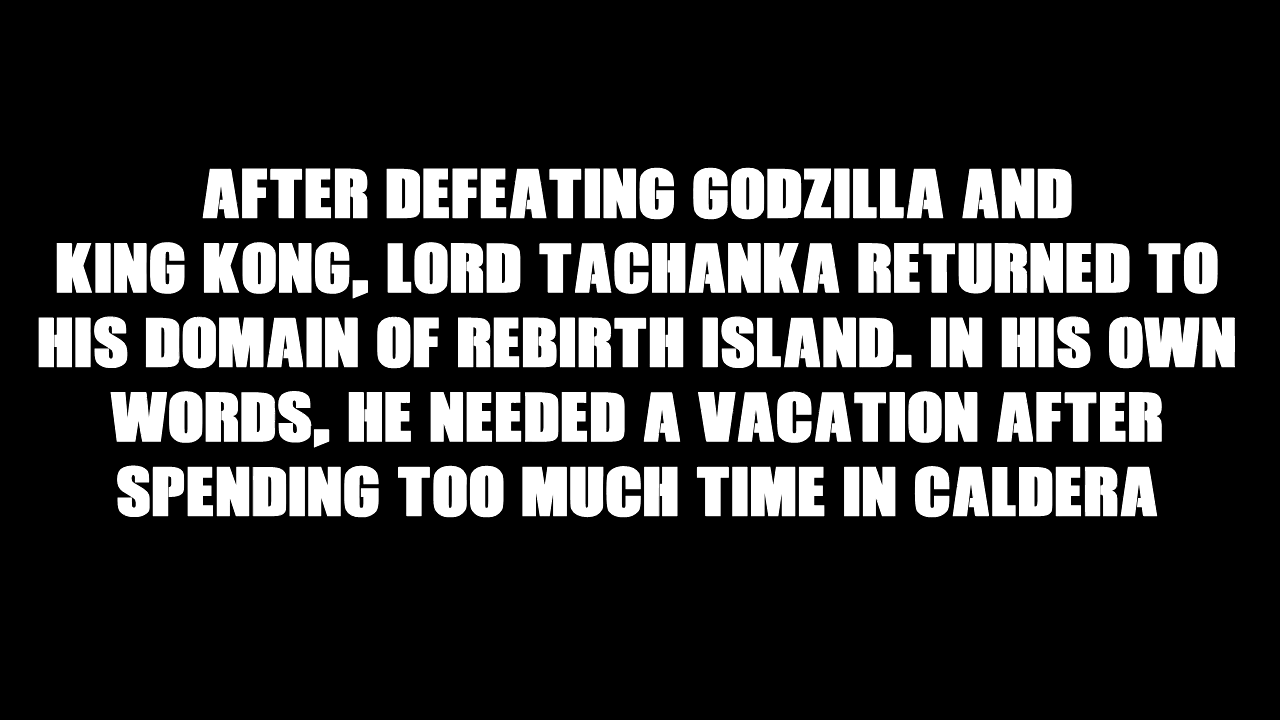 AFTER DEFEATING GODZILLA AND
KING KONG, LORD TACHANKA RETURNED TO
HIS DOMAIN OF REBIRTH ISLAND. IN HIS OWN
WORDS, HE NEEDED A VACATION AFTER
SPENDING TOO MUCH TIME IN CALDERA